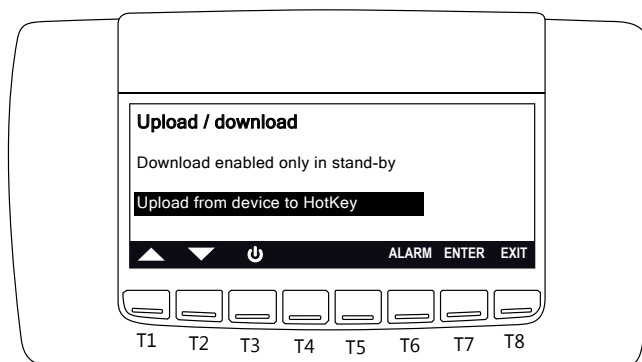 Upload / download
Download enabled only in stand-by
Upload from device to HotKey
ALARM ENTER EXIT
T1 T2 T3 T4 T5 T6 T7 T8